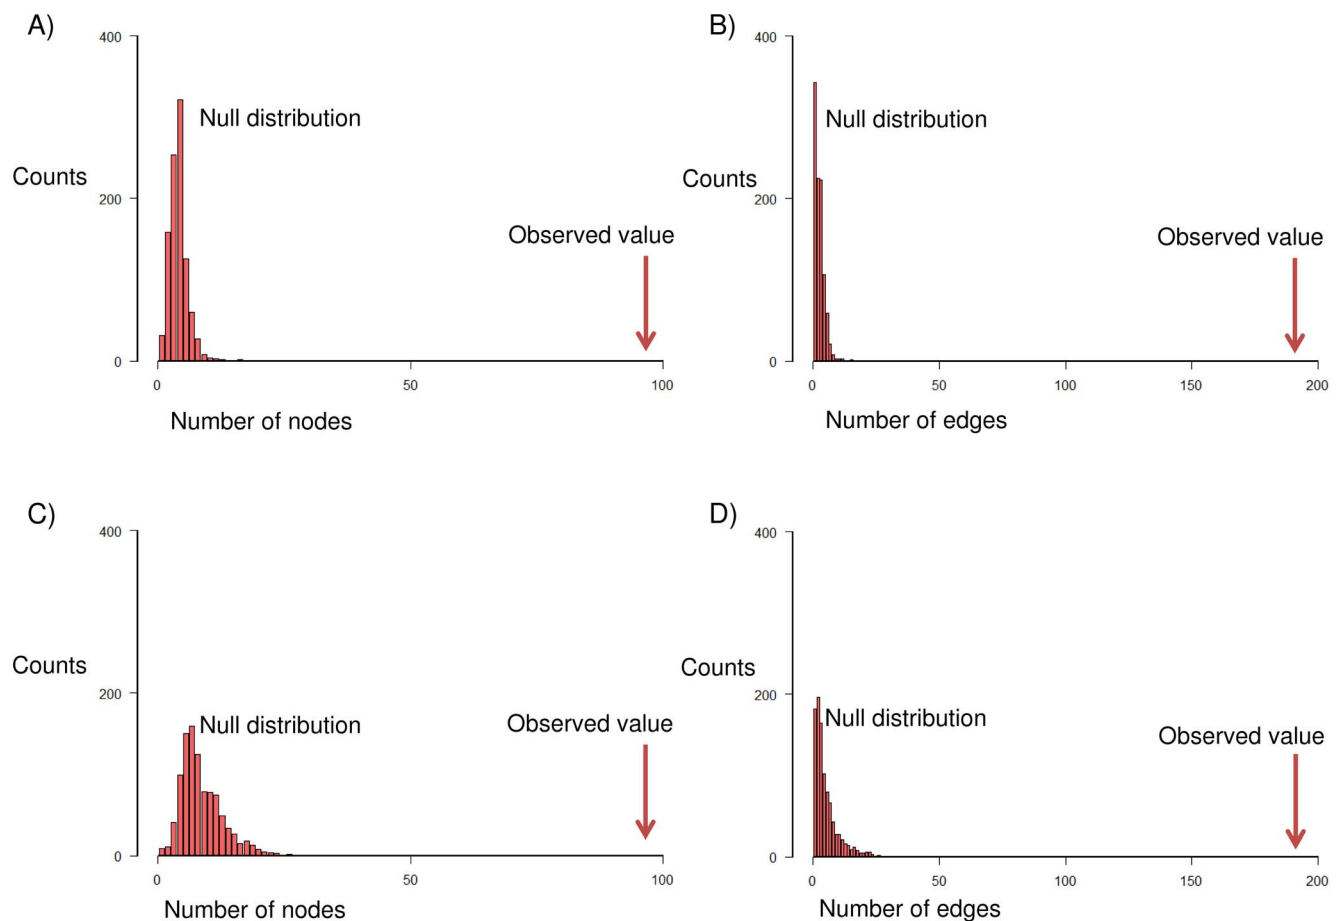 A)
400
Null distribution
Counts
200
Observed value
0
0 50 100
Number of nodes
B)
400
Null distribution
Counts
200
Observed value
0
0 50 100 150 200
Number of edges
C)
400
Counts
200
Null distribution
Observed value
0
0 50 100
Number of nodes
D)
400
Counts
200
Null distribution
Observed value
0
0 50 100 150 200
Number of edges